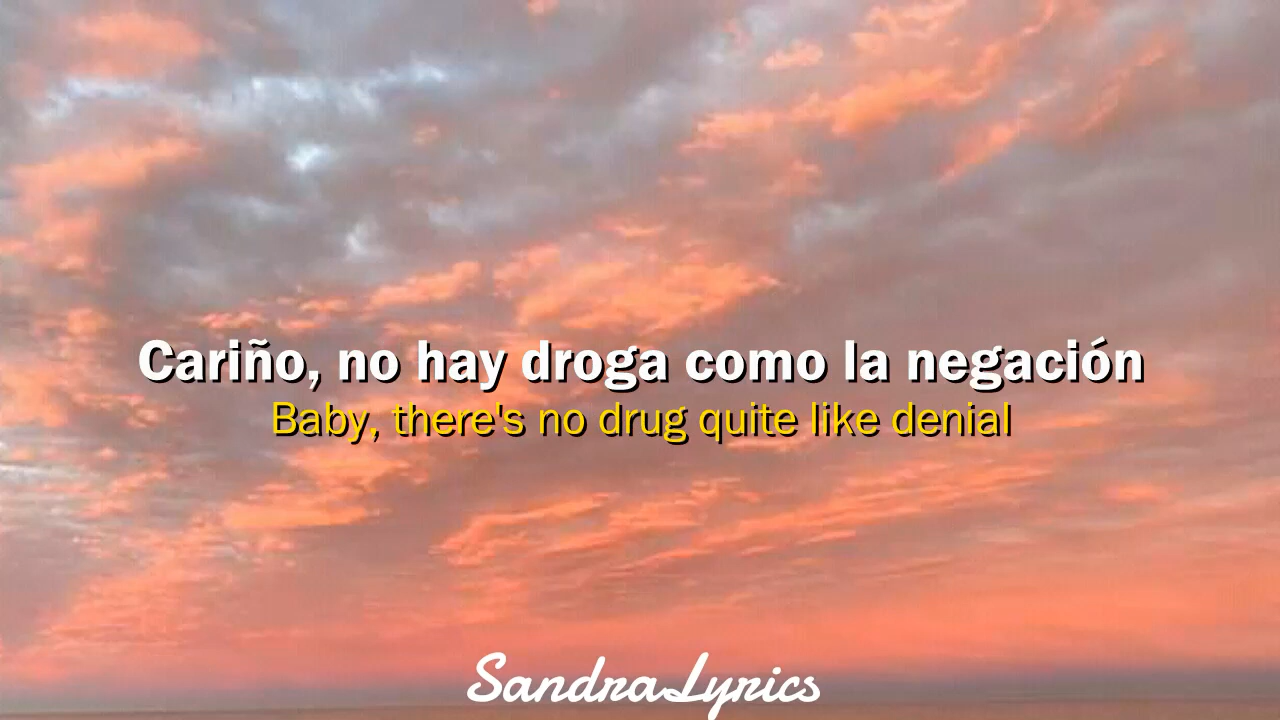 Cariño, no hay droga como la negación
Baby, there's no drug quite like denial
SandraLyrics